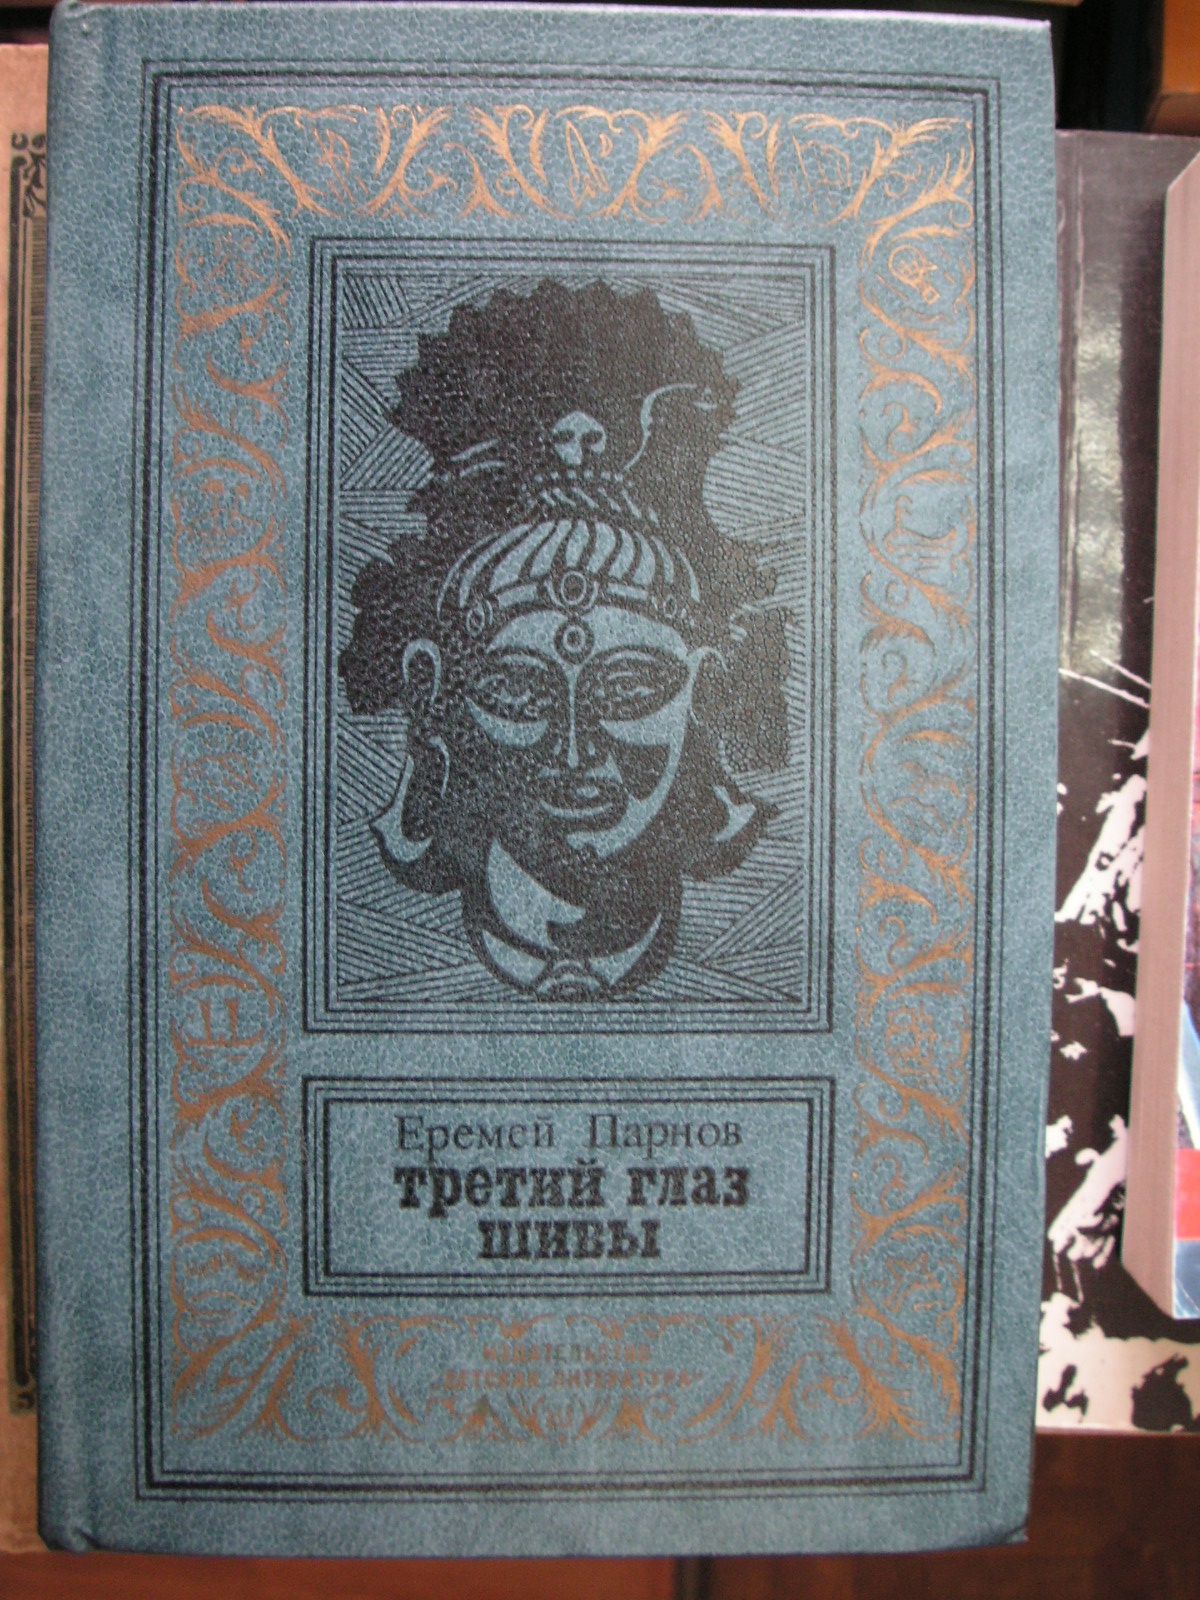 Еремей Парнов
третий глаз
шивы
ИЗДАТЕЛЬСТВО
„ДЕТСКАЯ ЛИТЕРАТУРА“